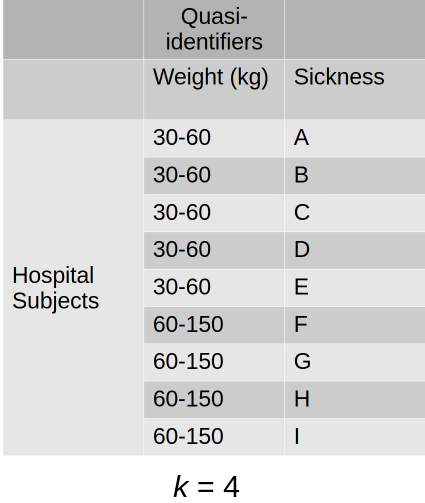 Quasi-
identifiers
Weight (kg) Sickness
Hospital
Subjects
30-60 A
30-60 B
30-60 C
30-60 D
30-60 E
60-150 F
60-150 G
60-150 H
60-150 I
k = 4